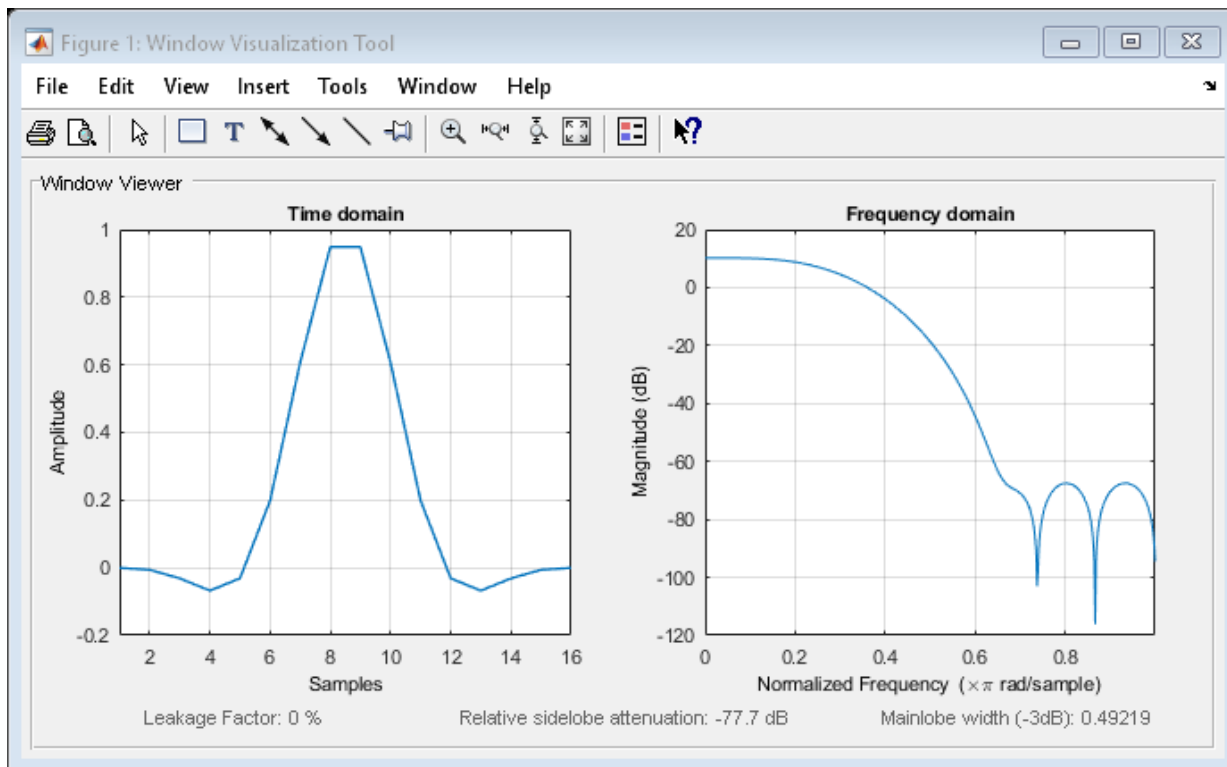 Figure 1: Window Visualization Tool
File Edit View Insert Tools Window Help
T ?
Window Viewer
Time domain
1
0.8
0.6
0.4
0.2
0
-0.2
Amplitude
2 4 6 8 10 12 14 16
Samples
Frequency domain
20
0
-20
-40
-60
-80
-100
-120
Magnitude (dB)
0 0.2 0.4 0.6 0.8
Normalized Frequency (×π rad/sample)
Leakage Factor: 0 % Relative sidelobe attenuation: -77.7 dB Mainlobe width (-3dB): 0.49219